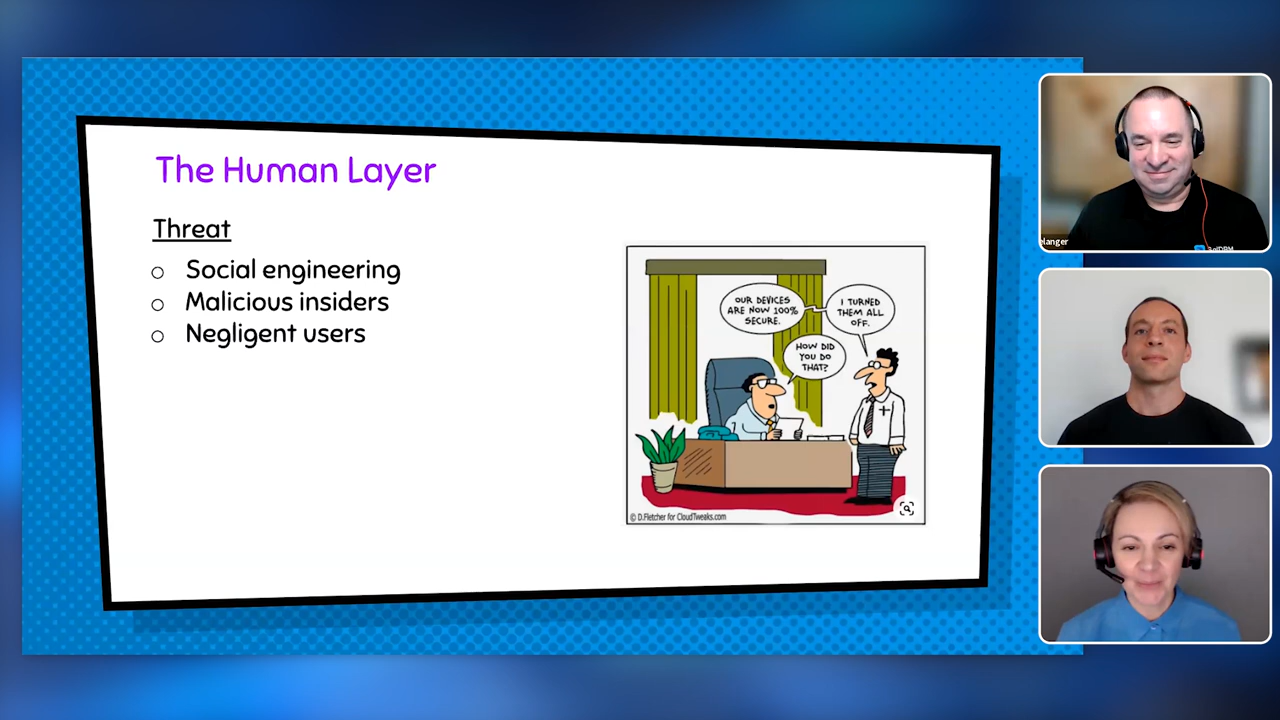 The Human Layer
Threat
Social engineering
Malicious insiders
Negligent users
OUR DEVICES
ARE NOW 100%
SECURE.
HOW DID
YOU DO
THAT?
I TURNED
THEM ALL
OFF.
© D.Fletcher for CloudTweaks.com
elanger